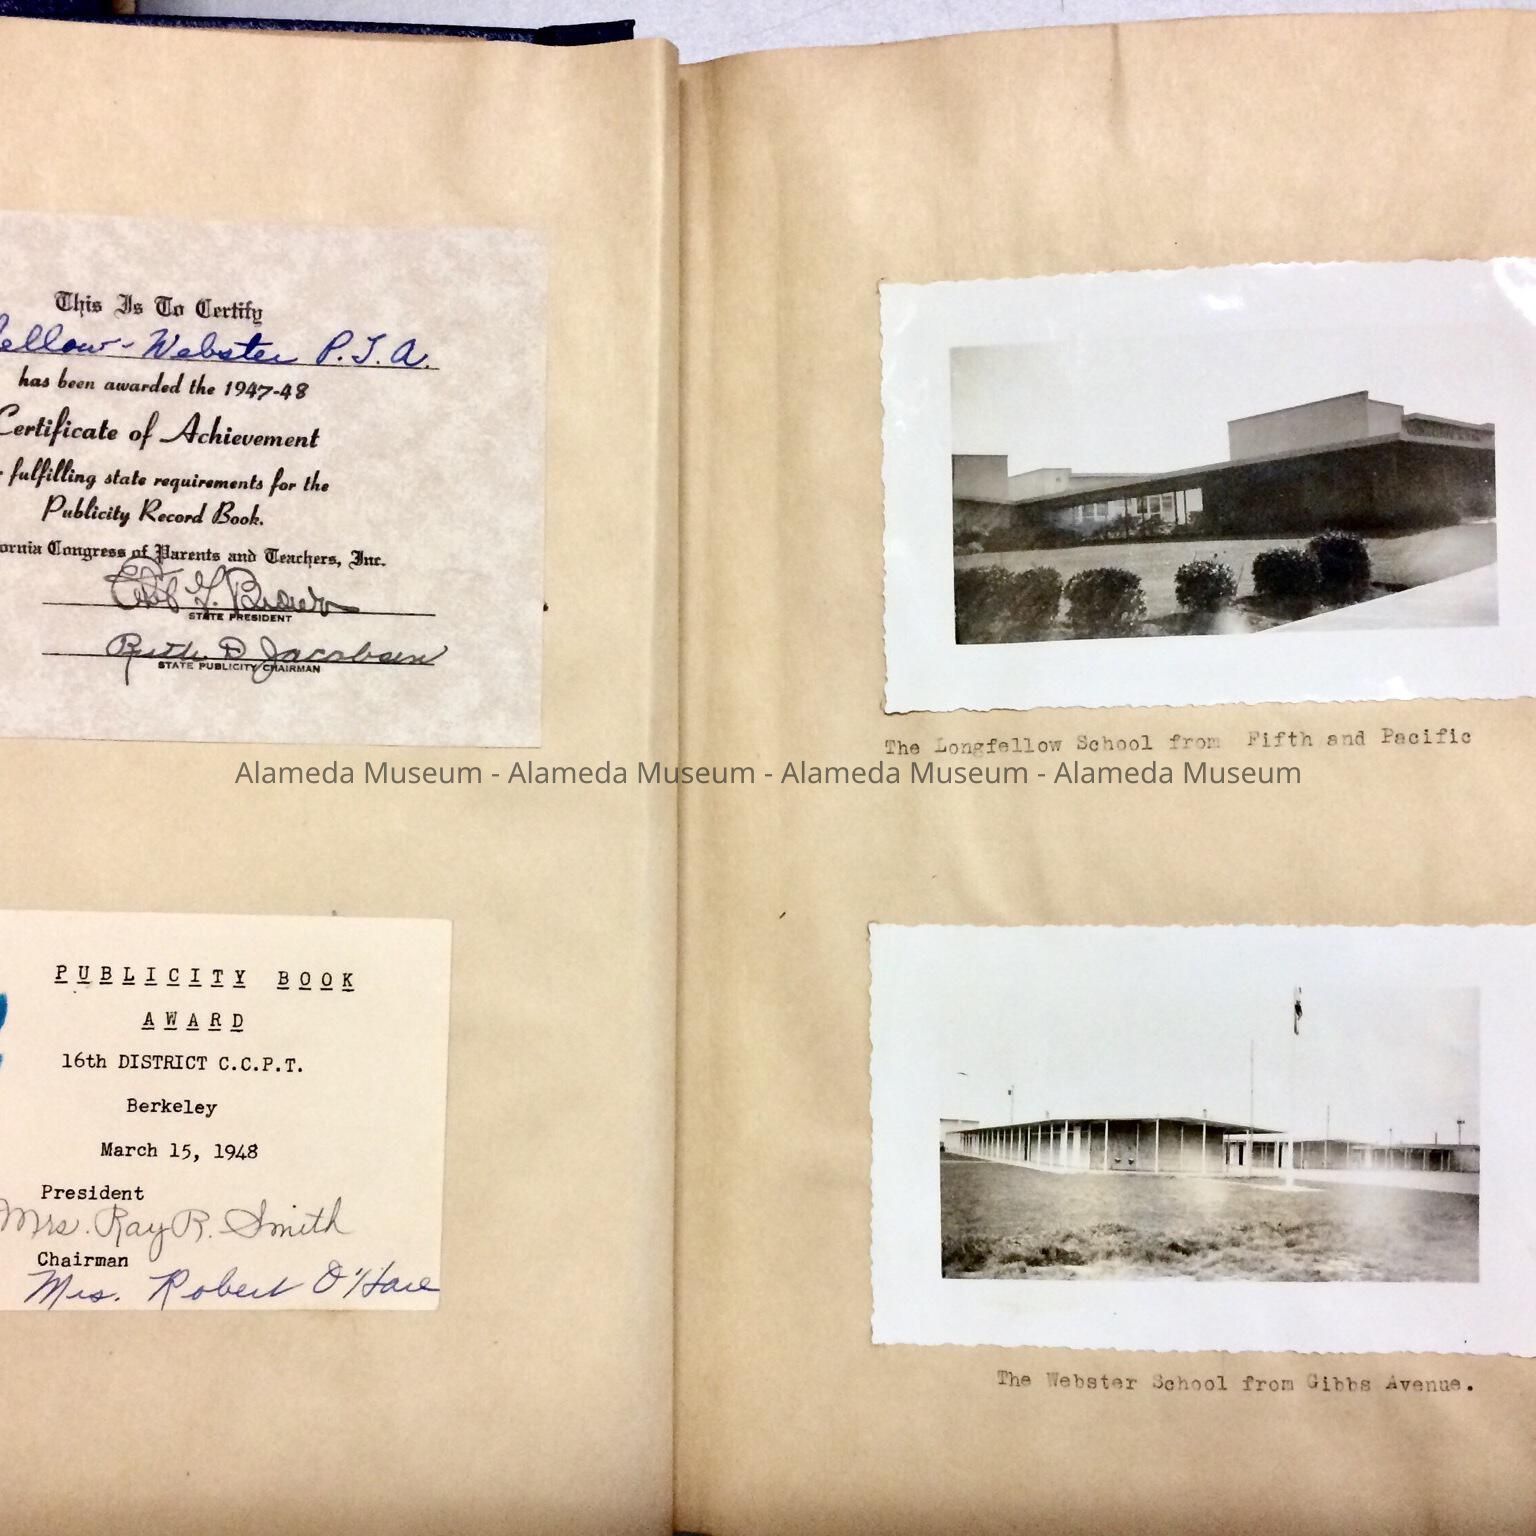 This Is To Certify
ellow-Webster P.T.A.
has been awarded the 1947-48
Certificate of Achievement
fulfilling state requirements for the
Publicity Record Book.
ornia Congress of Parents and Teachers, Inc.
Brown
STATE PRESIDENT
Ruth B Jacobsen
STATE PUBLICITY CHAIRMAN
PUBLICITY BOOK
AWARD
16th DISTRICT C.C.P.T.
Berkeley
March 15, 1948
President
Mrs. Ray R. Smith
Chairman
Mrs. Robert O'Hare
The Longfellow School from Fifth and Pacific
Alameda Museum - Alameda Museum - Alameda Museum - Alameda Museum
The Webster School from Gibbs Avenue.